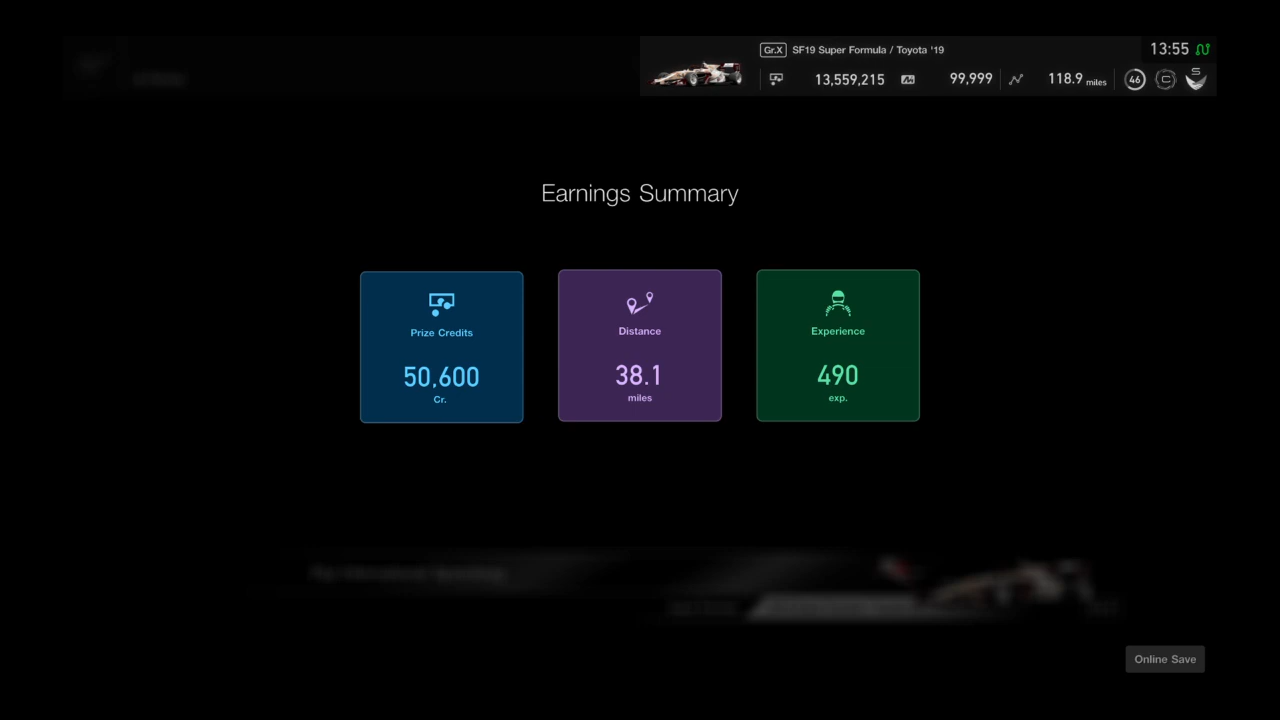 Gr.X SF19 Super Formula / Toyota '19
13:55
13,559,215 99,999 118.9 miles 46 C S
Earnings Summary
Prize Credits
50,600
Cr.
Distance
38.1
miles
Experience
490
exp.
Online Save